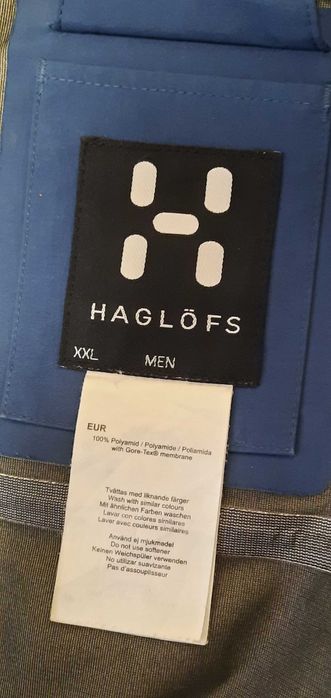 HAGLÖFS
XXL MEN
EUR
100% Polyamid / Polyamide / Poliamida
with Gore-Tex® membrane
Tvättas med liknande färger
Wash with similar colours
Mit ähnlichen Farben waschen
Lavar con colores similares
Laver avec couleurs similaires
Använd ej mjukmedel
Do not use softener
Keinen Weichspüler verwenden
No utilizar suavizante
Pas d'assouplisseur